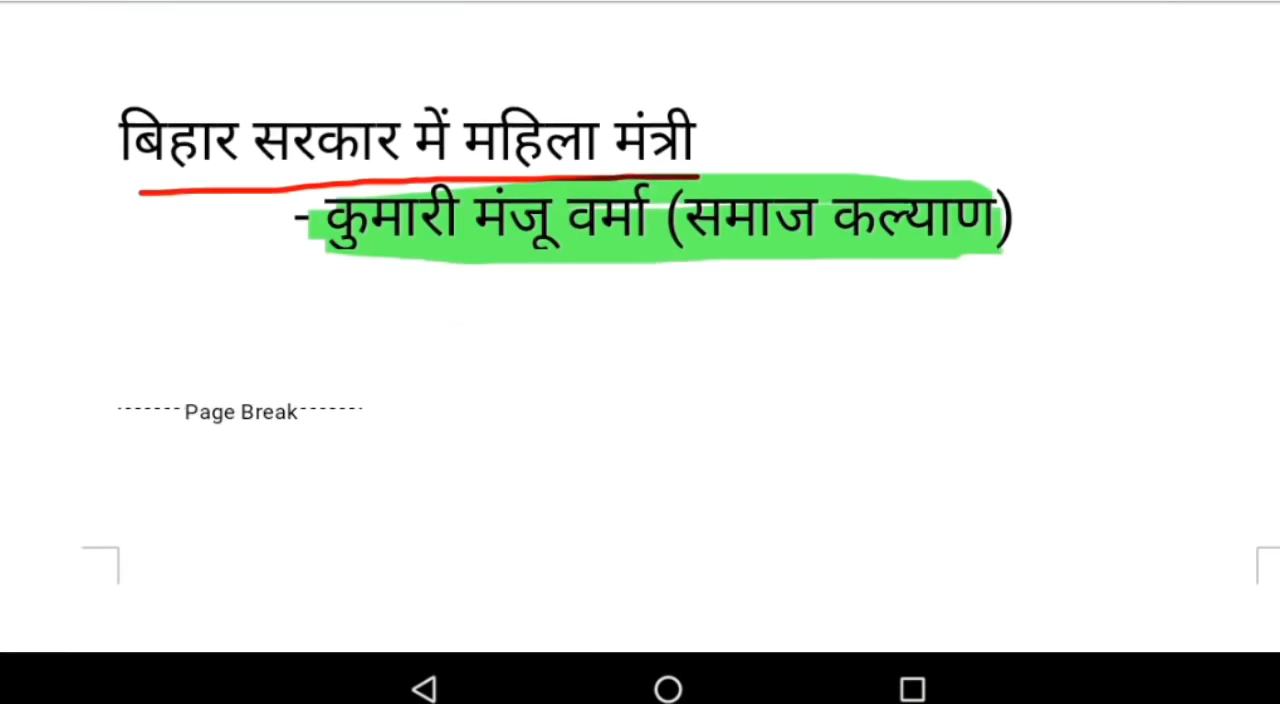 बिहार सरकार में महिला मंत्री
- कुमारी मंजू वर्मा (समाज कल्याण)
Page Break